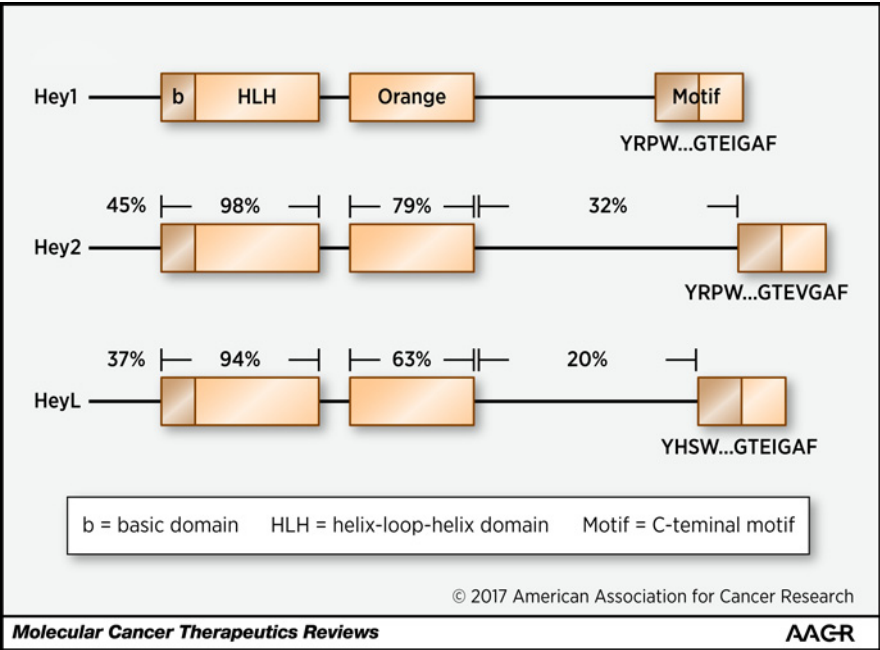 Hey1 b HLH Orange Motif
YRPW...GTEIGAF
45% 98% 79% 32%
Hey2
YRPW...GTEVGAF
37% 94% 63% 20%
HeyL
YHSW...GTEIGAF
b = basic domain HLH = helix-loop-helix domain Motif = C-teminal motif
© 2017 American Association for Cancer Research
Molecular Cancer Therapeutics Reviews AACR